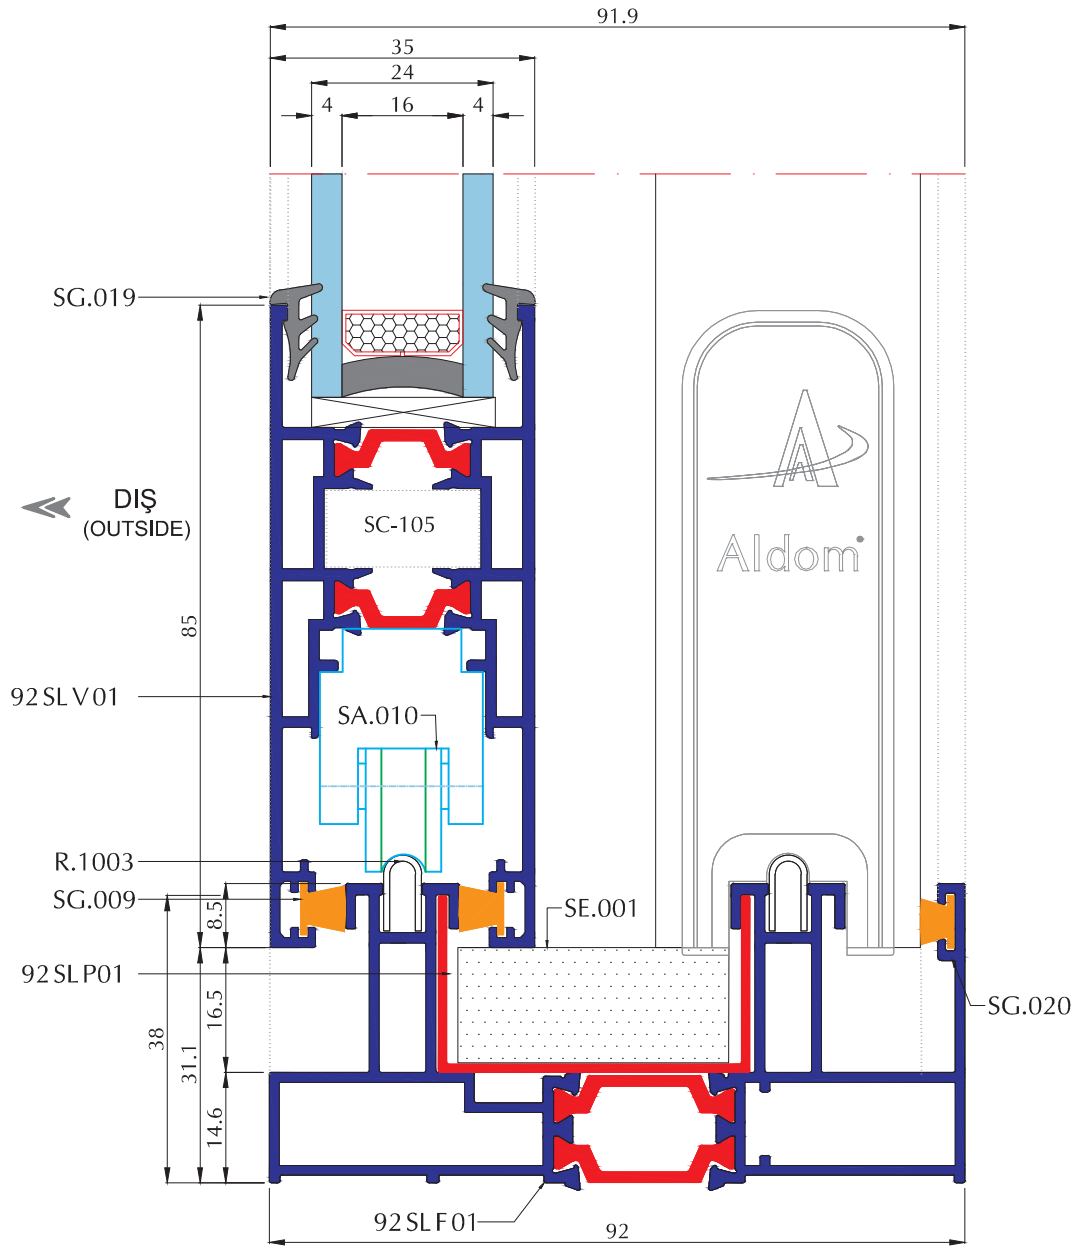 91.9
35
24
4
16
4
SG.019
DIŞ
(OUTSIDE)
SC-105
Aldom
85
92SLV01
SA.010
R.1003
SG.009
8.5
SE.001
92SLP01
16.5
SG.020
38
31.1
14.6
92SLF01
92